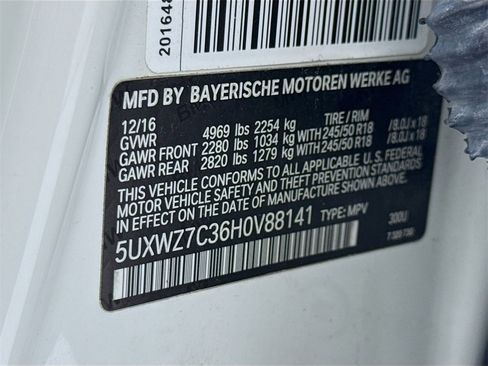 201648
MFD BY BAYERISCHE MOTOREN WERKE AG
12/16 TIRE / RIM
GVWR 4969 lbs 2254 kg
GAWR FRONT 2280 lbs 1034 kg WITH 245/50 R18 / 8.0J x 18
GAWR REAR 2820 lbs 1279 kg WITH 245/50 R18 / 8.0J x 18
THIS VEHICLE CONFORMS TO ALL APPLICABLE U.S. FEDERAL
MOTOR VEHICLE SAFETY AND THEFT PREVENTION STANDARDS
IN EFFECT ON THE DATE OF MANUFACTURE SHOWN ABOVE.
5UXWZ7C36H0V88141 TYPE: MPV 300U